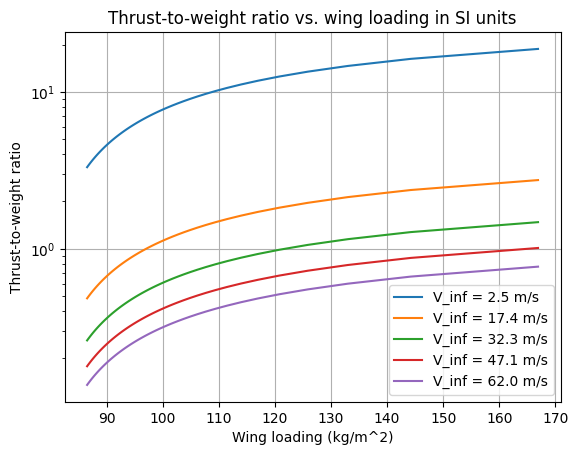 Thrust-to-weight ratio vs. wing loading in SI units
Thrust-to-weight ratio
10^1
10^0
V_inf = 2.5 m/s
V_inf = 17.4 m/s
V_inf = 32.3 m/s
V_inf = 47.1 m/s
V_inf = 62.0 m/s
90 100 110 120 130 140 150 160 170
Wing loading (kg/m^2)